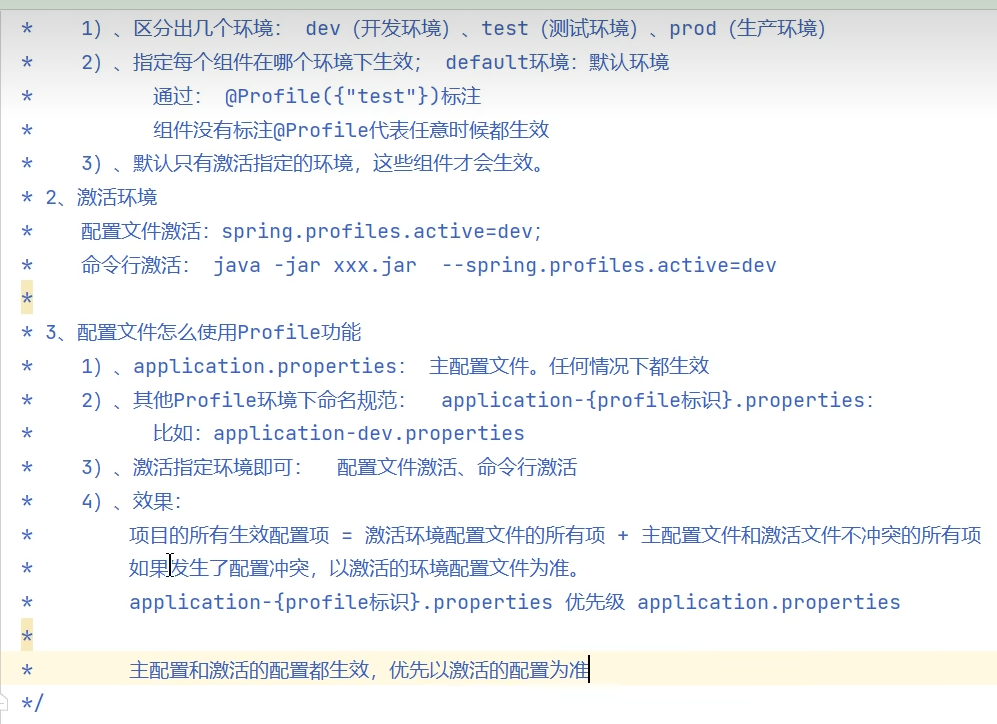 *      1）、区分出几个环境： dev（开发环境）、test（测试环境）、prod（生产环境）
*      2）、指定每个组件在哪个环境下生效； default环境：默认环境
*            通过： @Profile({"test"})标注
*            组件没有标注@Profile代表任意时候都生效
*      3）、默认只有激活指定的环境，这些组件才会生效。
* 2、激活环境
*      配置文件激活：spring.profiles.active=dev；
*      命令行激活： java -jar xxx.jar  --spring.profiles.active=dev
*
* 3、配置文件怎么使用Profile功能
*      1）、application.properties： 主配置文件。任何情况下都生效
*      2）、其他Profile环境下命名规范：  application-{profile标识}.properties：
*            比如：application-dev.properties
*      3）、激活指定环境即可：  配置文件激活、命令行激活
*      4）、效果：
*          项目的所有生效配置项 = 激活环境配置文件的所有项 + 主配置文件和激活文件不冲突的所有项
*          如果发生了配置冲突，以激活的环境配置文件为准。
*          application-{profile标识}.properties 优先级 application.properties
*
*          主配置和激活的配置都生效，优先以激活的配置为准
*/